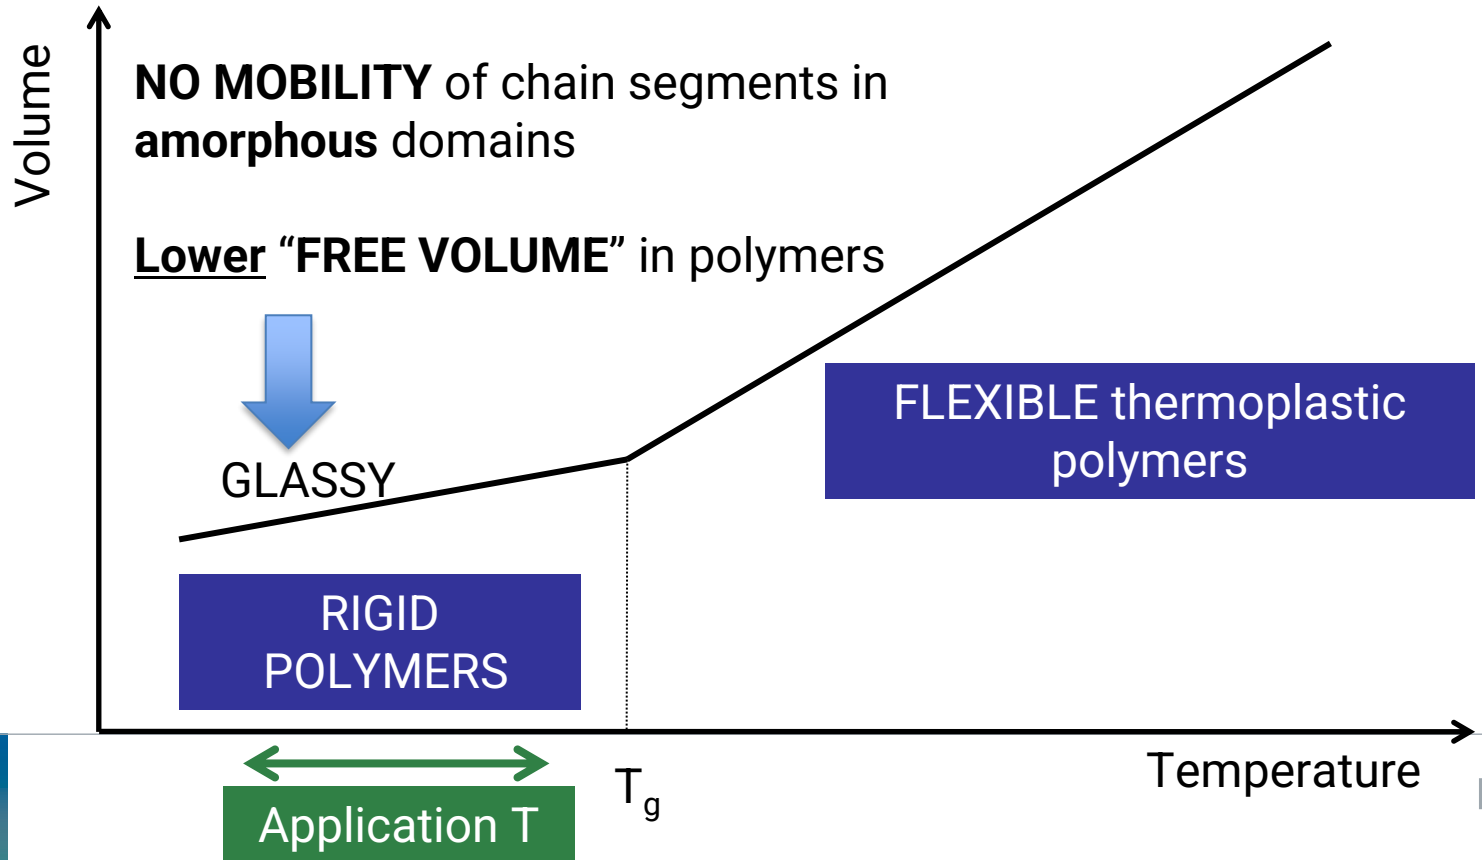 Volume
NO MOBILITY of chain segments in
amorphous domains
Lower “FREE VOLUME” in polymers
GLASSY
FLEXIBLE thermoplastic
polymers
RIGID
POLYMERS
Application T
Tg
Temperature